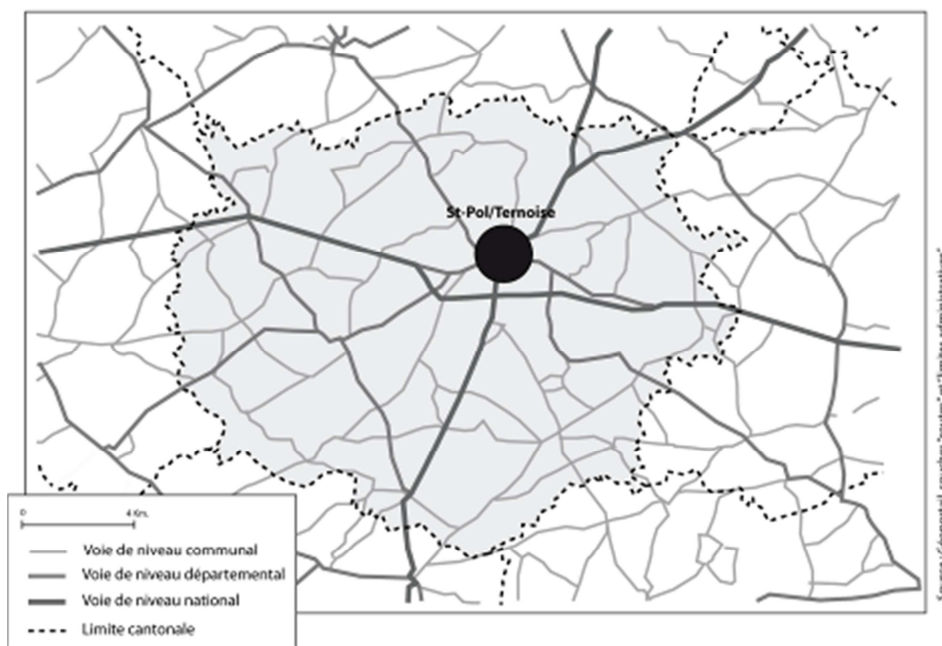 St-Pol/Ternoise
0 4 Km.
Voie de niveau communal
Voie de niveau départemental
Voie de niveau national
Limite cantonale